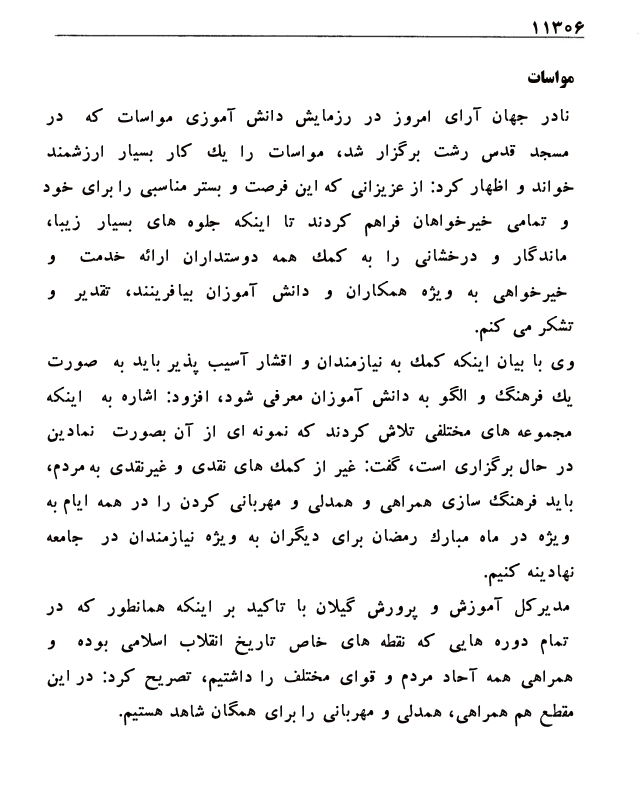 ۱۱۳۰۶
مواسات
نادر جهان آرای امروز در رزمایش دانش آموزی مواسات که در
مسجد قدس رشت برگزار شد، مواسات را یك کار بسیار ارزشمند
خواند و اظهار کرد: از عزیزانی که این فرصت و بستر مناسبی را برای خود
و تمامی خیرخواهان فراهم کردند تا اینکه جلوه های بسیار زیبا،
ماندگار و درخشانی را به کمك همه دوستداران ارائه خدمت و
خیرخواهی به ویژه همکاران و دانش آموزان بیافرینند، تقدیر و
تشکر می کنم.
وی با بیان اینکه کمك به نیازمندان و اقشار آسیب پذیر باید به صورت
یك فرهنگ و الگو به دانش آموزان معرفی شود، افزود: اشاره به اینکه
مجموعه های مختلفی تلاش کردند که نمونه ای از آن بصورت نمادین
در حال برگزاری است، گفت: غیر از کمك های نقدی و غیرنقدی به مردم،
باید فرهنگ سازی همراهی و همدلی و مهربانی کردن را در همه ایام به
ویژه در ماه مبارك رمضان برای دیگران به ویژه نیازمندان در جامعه
نهادینه کنیم.
مدیرکل آموزش و پرورش گیلان با تاکید بر اینکه همانطور که در
تمام دوره هایی که نقطه های خاص تاریخ انقلاب اسلامی بوده و
همراهی همه آحاد مردم و قوای مختلف را داشتیم، تصریح کرد: در این
مقطع هم همراهی، همدلی و مهربانی را برای همگان شاهد هستیم.